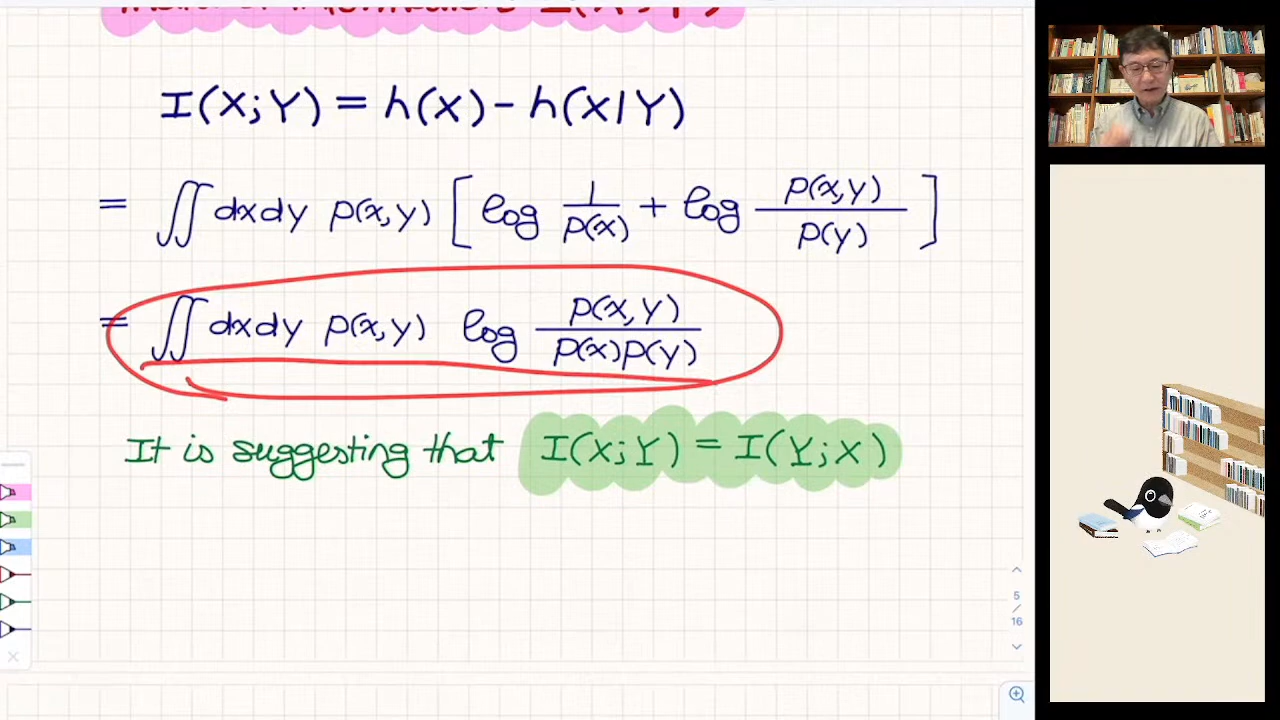 I(X;Y) = h(X) - h(X|Y)
= ∬ dxdy p(x,y) [ log 1/p(x) + log p(x,y)/p(y) ]
= ∬ dxdy p(x,y) log p(x,y)/p(x)p(y)
It is suggesting that I(X;Y) = I(Y;X)
5
/
16